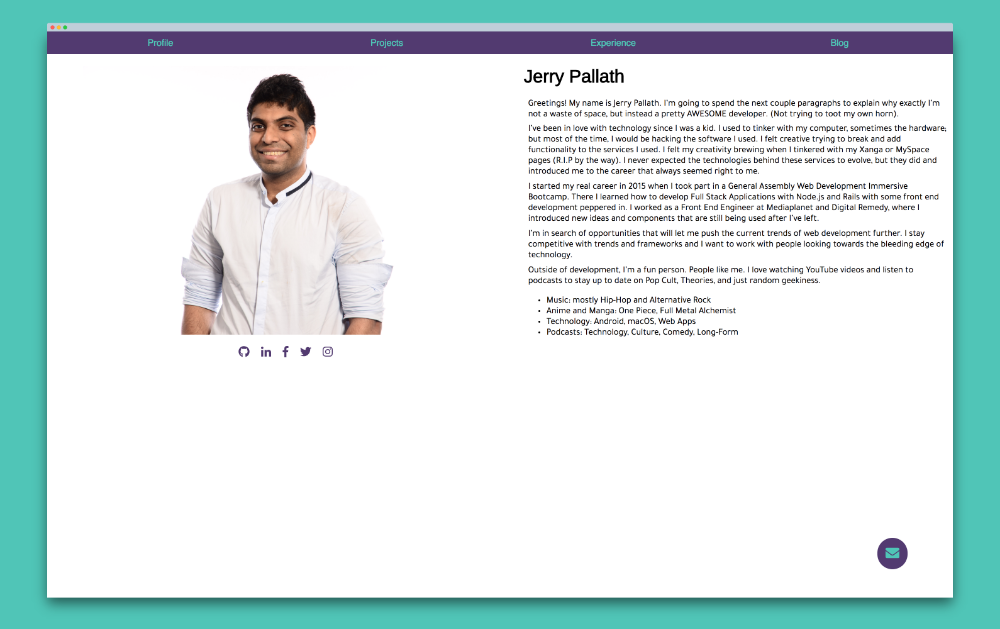 Profile
Projects
Experience
Blog
Jerry Pallath
Greetings! My name is Jerry Pallath. I'm going to spend the next couple paragraphs to explain why exactly I'm
not a waste of space, but instead a pretty AWESOME developer. (Not trying to toot my own horn).
I've been in love with technology since I was a kid. I used to tinker with my computer, sometimes the hardware;
but most of the time, I would be hacking the software I used. I felt creative trying to break and add
functionality to the services I used. I felt my creativity brewing when I tinkered with my Xanga or MySpace
pages (R.I.P by the way). I never expected the technologies behind these services to evolve, but they did and
introduced me to the career that always seemed right to me.
I started my real career in 2015 when I took part in a General Assembly Web Development Immersive
Bootcamp. There I learned how to develop Full Stack Applications with Node.js and Rails with some front end
development peppered in. I worked as a Front End Engineer at Mediaplanet and Digital Remedy, where I
introduced new ideas and components that are still being used after I've left.
I'm in search of opportunities that will let me push the current trends of web development further. I stay
competitive with trends and frameworks and I want to work with people looking towards the bleeding edge of
technology.
Outside of development, I'm a fun person. People like me. I love watching YouTube videos and listen to
podcasts to stay up to date on Pop Cult, Theories, and just random geekiness.
• Music: mostly Hip-Hop and Alternative Rock
• Anime and Manga: One Piece, Full Metal Alchemist
• Technology: Android, macOS, Web Apps
• Podcasts: Technology, Culture, Comedy, Long-Form